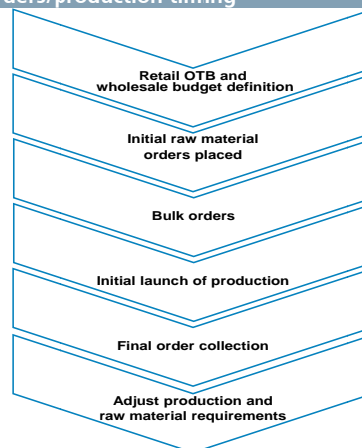 ders/production timing
Retail OTB and
wholesale budget definition
Initial raw material
orders placed
Bulk orders
Initial launch of production
Final order collection
Adjust production and
raw material requirements